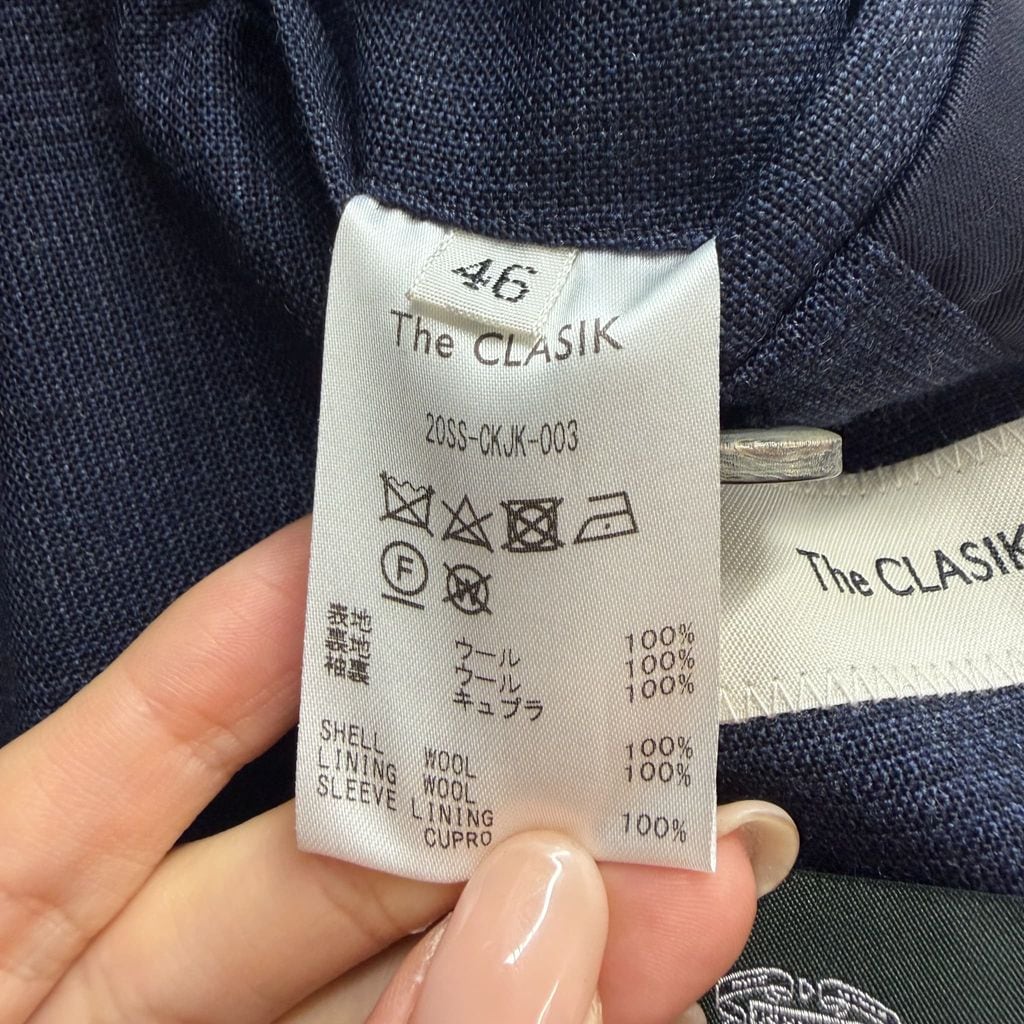 46
The CLASIK
20SS-CKJK-003
F
W
表地 ウール 100%
裏地 ウール 100%
袖裏 キュプラ 100%
SHELL WOOL 100%
LINING WOOL 100%
SLEEVE LINING
CUPRO 100%
The CLASIK